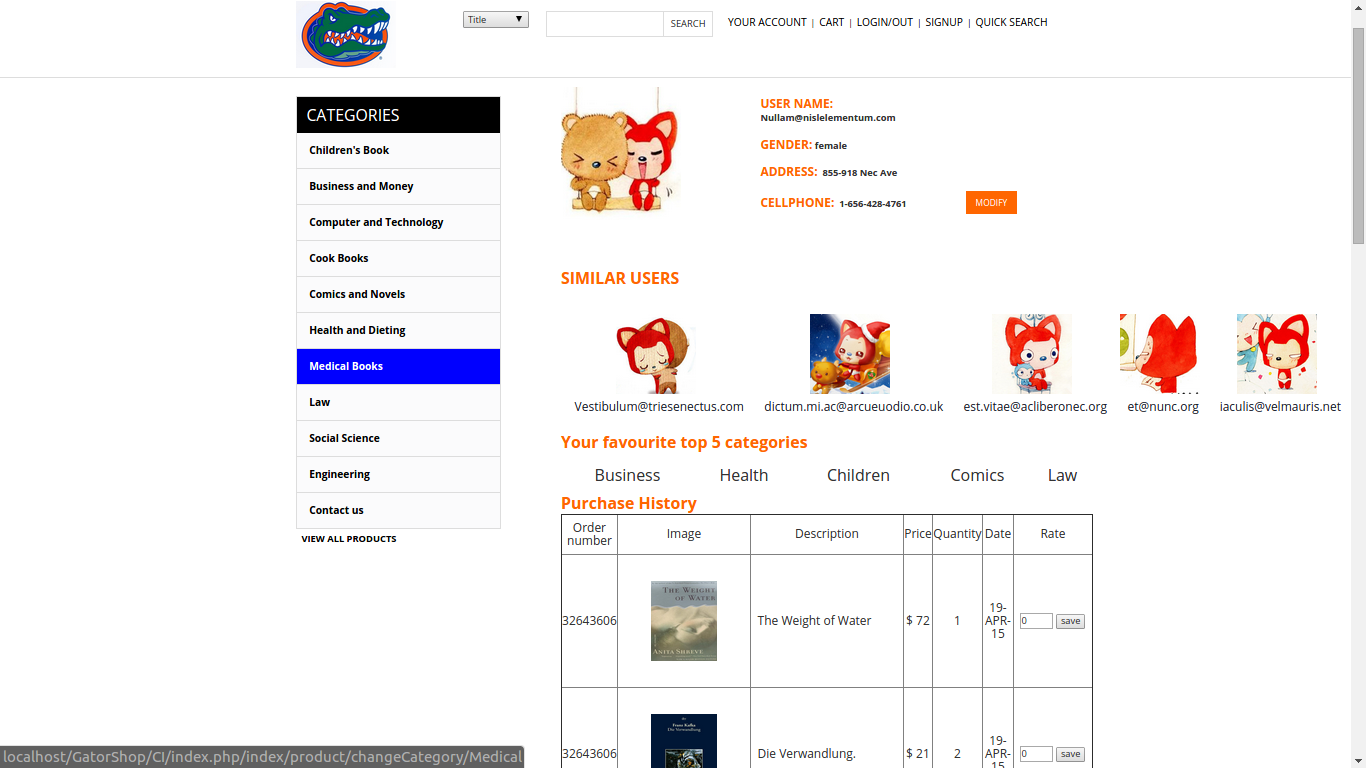 Title
SEARCH
YOUR ACCOUNT | CART | LOGIN/OUT | SIGNUP | QUICK SEARCH
CATEGORIES
Children's Book
Business and Money
Computer and Technology
Cook Books
Comics and Novels
Health and Dieting
Medical Books
Law
Social Science
Engineering
Contact us
VIEW ALL PRODUCTS
USER NAME:
Nullam@nislelementum.com
GENDER: female
ADDRESS: 855-918 Nec Ave
CELLPHONE: 1-656-428-4761
MODIFY
SIMILAR USERS
Vestibulum@triesenectus.com dictum.mi.ac@arcueuodio.co.uk est.vitae@acliberonec.org et@nunc.org iaculis@velmauris.net
Your favourite top 5 categories
Business Health Children Comics Law
Purchase History
Order number Image Description Price Quantity Date Rate
THE WEIGHT
OF WATER
ANITA SHREVE
32643606 The Weight of Water $ 72 1 19-APR-15 0 save
Franz Kafka
Die Verwandlung
32643606 Die Verwandlung. $ 21 2 19-APR-15 0 save
localhost/GatorShop/CI/index.php/index/product/changeCategory/Medical